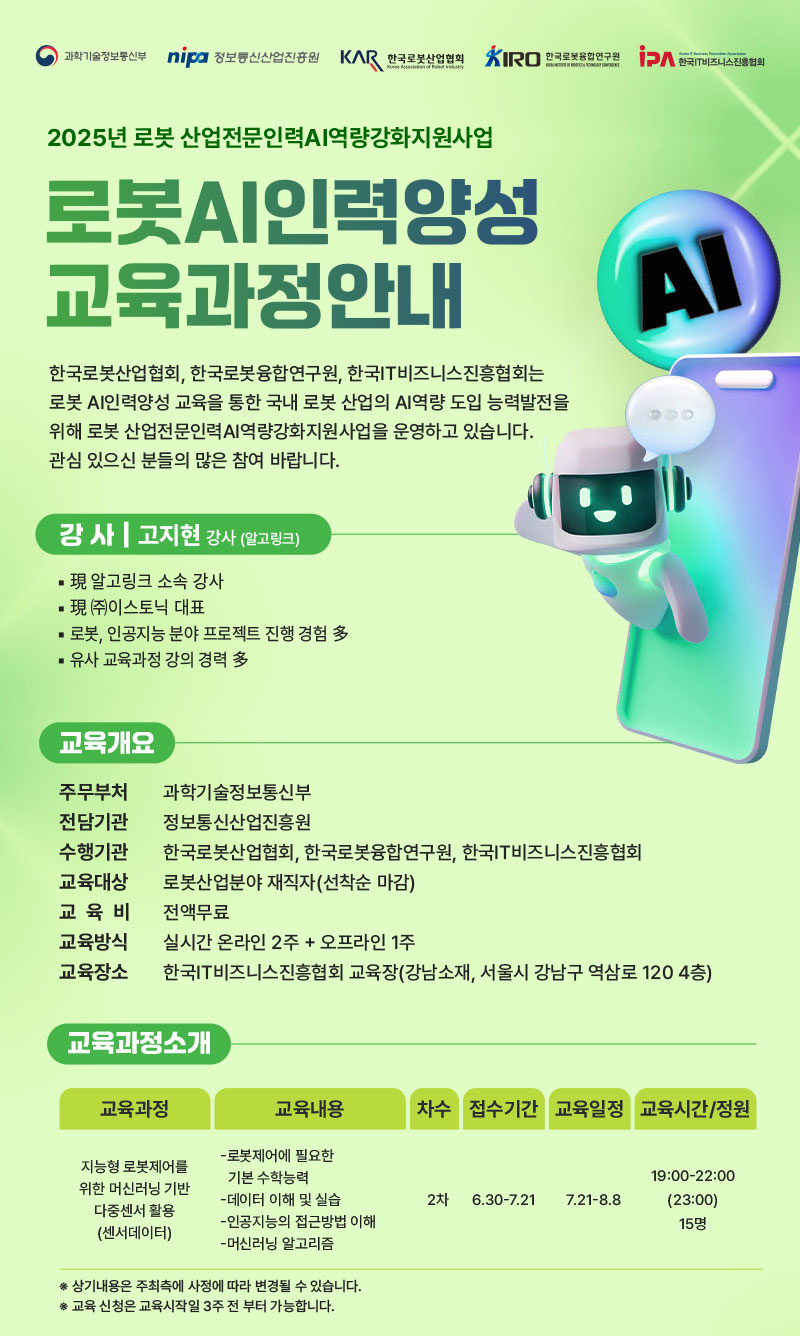 과학기술정보통신부
nipa 정보통신산업진흥원
KAR 한국로봇산업협회
Korea Association of Robot Industry
KIRO 한국로봇융합연구원
KOREA INSTITUTE OF ROBOTICS & TECHNOLOGY CONVERGENCE
Korea IT Business Promotion Association
iPA 한국IT비즈니스진흥협회
2025년 로봇 산업전문인력AI역량강화지원사업
로봇AI인력양성
교육과정안내
AI
한국로봇산업협회, 한국로봇융합연구원, 한국IT비즈니스진흥협회는
로봇 AI인력양성 교육을 통한 국내 로봇 산업의 AI역량 도입 능력발전을
위해 로봇 산업전문인력AI역량강화지원사업을 운영하고 있습니다.
관심 있으신 분들의 많은 참여 바랍니다.
강 사 | 고지현 강사 (알고링크)
▪ 現 알고링크 소속 강사
▪ 現 ㈜이스토닉 대표
▪ 로봇, 인공지능 분야 프로젝트 진행 경험 多
▪ 유사 교육과정 강의 경력 多
교육개요
주무부처 과학기술정보통신부
전담기관 정보통신산업진흥원
수행기관 한국로봇산업협회, 한국로봇융합연구원, 한국IT비즈니스진흥협회
교육대상 로봇산업분야 재직자(선착순 마감)
교 육 비 전액무료
교육방식 실시간 온라인 2주 + 오프라인 1주
교육장소 한국IT비즈니스진흥협회 교육장(강남소재, 서울시 강남구 역삼로 120 4층)
교육과정소개
교육과정 교육내용 차수 접수기간 교육일정 교육시간/정원
지능형 로봇제어를
위한 머신러닝 기반
다중센서 활용
(센서데이터)
-로봇제어에 필요한
기본 수학능력
-데이터 이해 및 실습
-인공지능의 접근방법 이해
-머신러닝 알고리즘
2차
6.30-7.21
7.21-8.8
19:00-22:00
(23:00)
15명
※ 상기내용은 주최측에 사정에 따라 변경될 수 있습니다.
※ 교육 신청은 교육시작일 3주 전 부터 가능합니다.